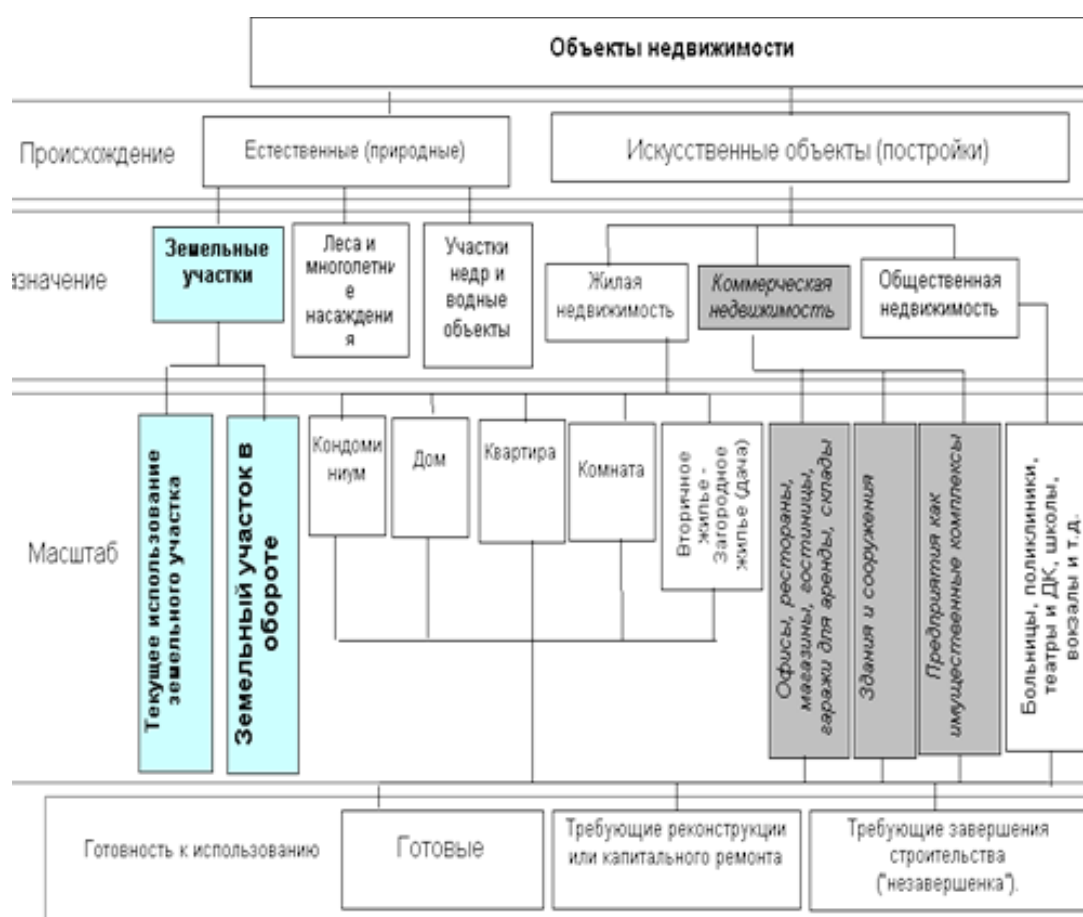 Объекты недвижимости
Происхождение
Естественные (природные)
Искусственные объекты (постройки)
азначение
Земельные
участки
Леса и
многолетни
е
насаждени
я
Участки
недр и
водные
объекты
Жилая
недвижимость
Коммерческая
недвижимость
Общественная
недвижимость
Масштаб
Текущее использование
земельного участка
Земельный участок в
обороте
Кондоми
ниум
Дом
Квартира
Комната
Вторичное
жилье -
Загородное
жилье (дача)
Офисы, рестораны,
магазины, гостиницы,
гаражи для аренды, склады
Здания и сооружения
Предприятия как
имущественные комплексы
Больницы, поликлиники,
театры и ДК, школы,
вокзалы и т.д.
Готовность к использованию
Готовые
Требующие реконструкции
или капитального ремонта
Требующие завершения
строительства
("незавершенка").